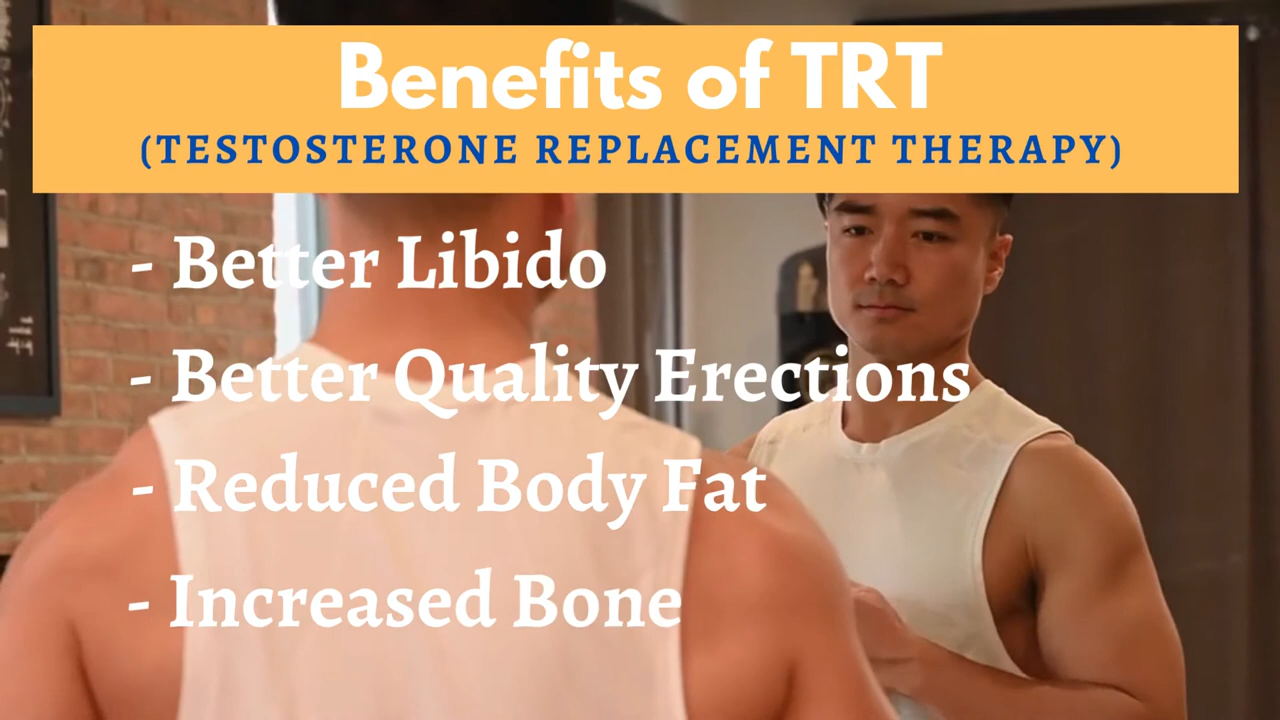 Benefits of TRT
(TESTOSTERONE REPLACEMENT THERAPY)
- Better Libido
- Better Quality Erections
- Reduced Body Fat
- Increased Bone